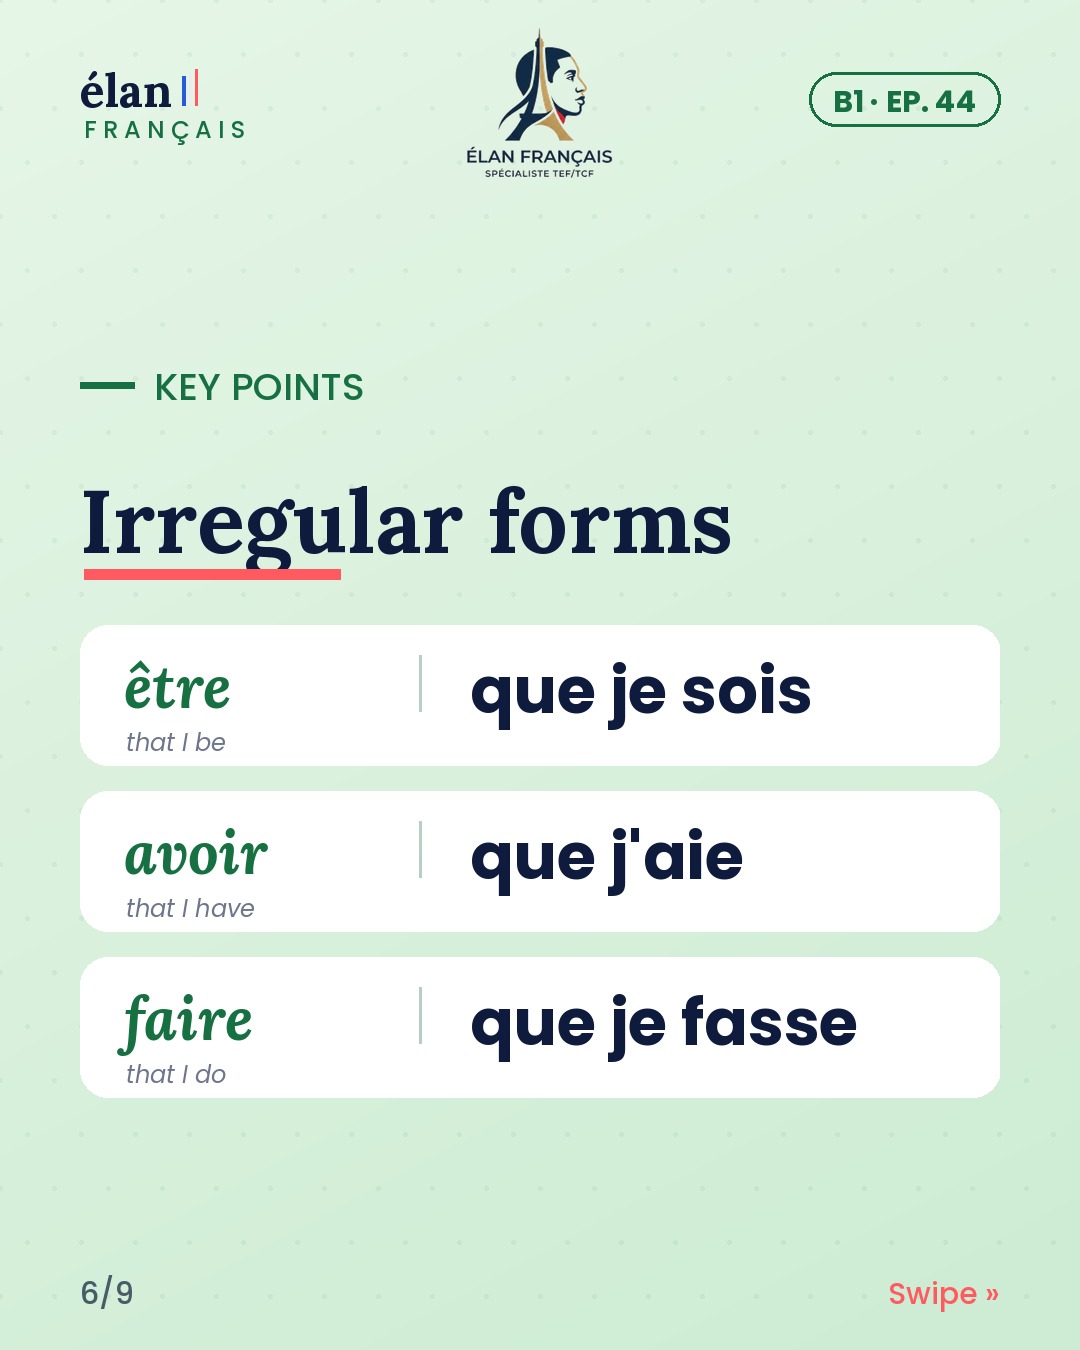 élan
FRANÇAIS
ÉLAN FRANÇAIS
SPÉCIALISTE TEF/TCF
B1 · EP. 44
KEY POINTS
Irregular forms
être
that I be
que je sois
avoir
that I have
que j'aie
faire
that I do
que je fasse
6/9
Swipe »